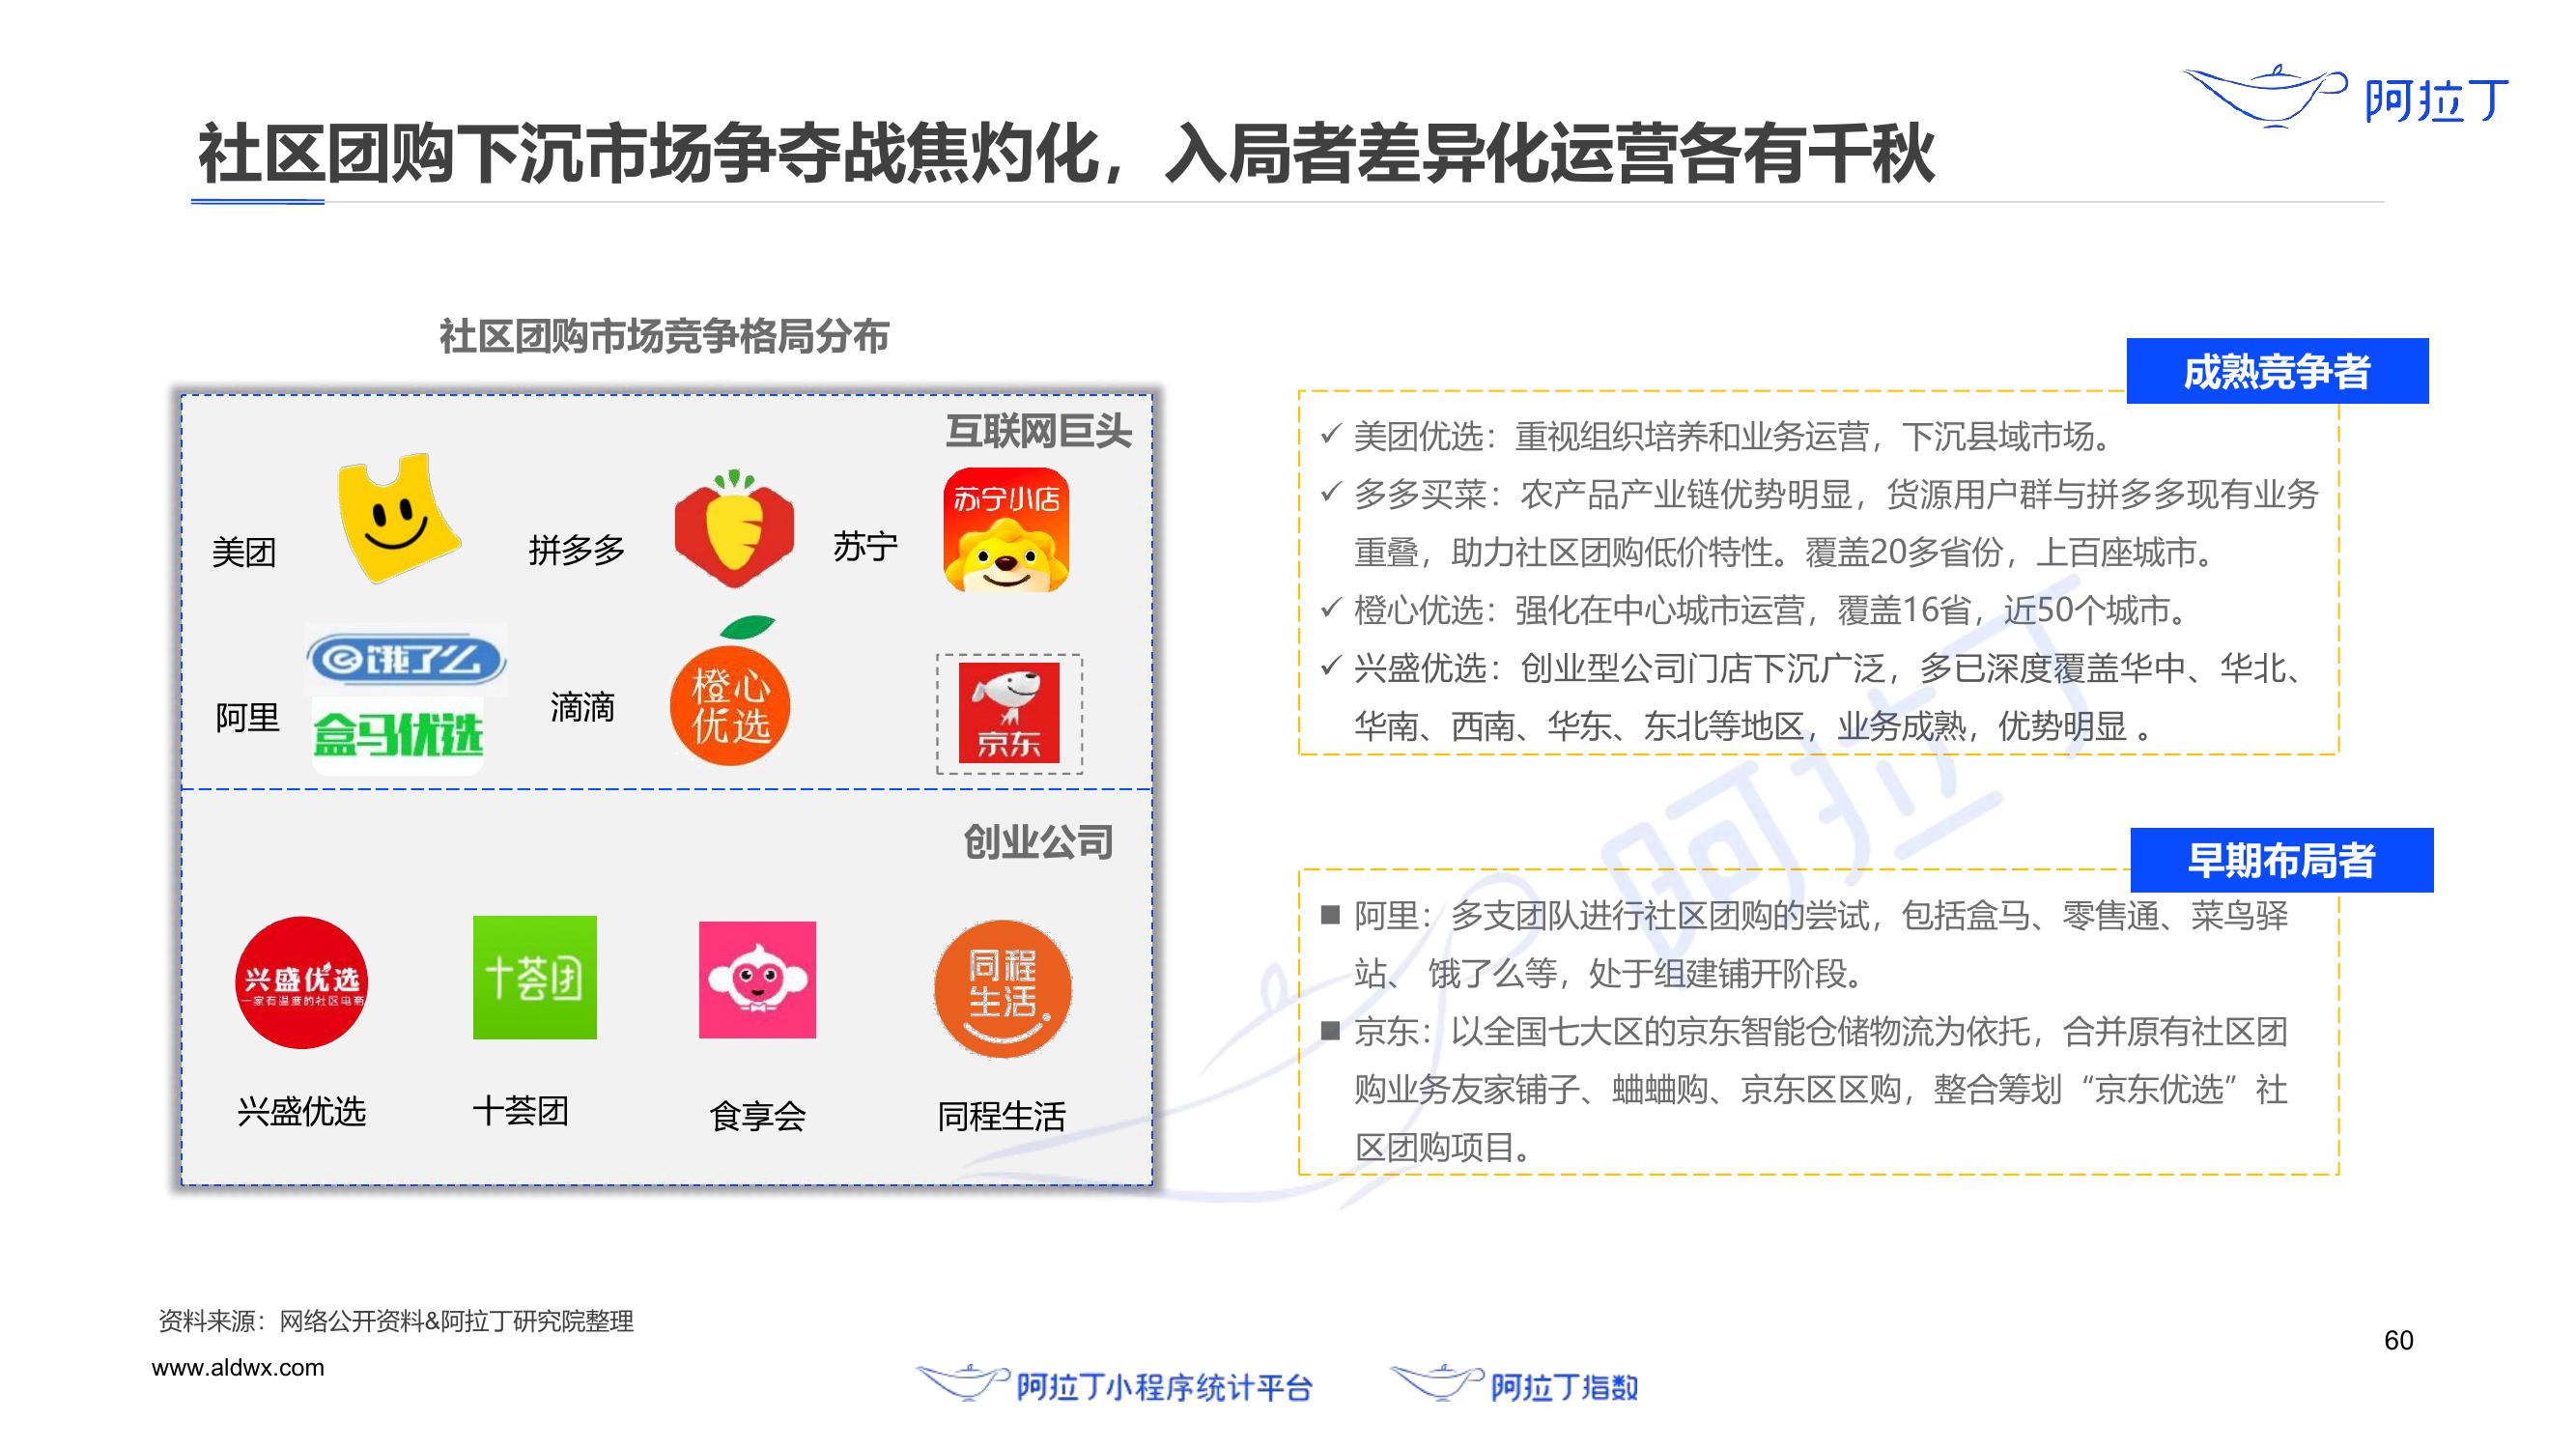 阿拉丁
社区团购下沉市场争夺战焦灼化，入局者差异化运营各有千秋
社区团购市场竞争格局分布
互联网巨头
美团
拼多多
苏宁
苏宁小店
阿里
饿了么
盒马优选
滴滴
橙心
优选
京东
创业公司
兴盛优选
一家有温度的社区电商
十荟团
同程
生活
兴盛优选
十荟团
食享会
同程生活
成熟竞争者
✓ 美团优选：重视组织培养和业务运营，下沉县域市场。
✓ 多多买菜：农产品产业链优势明显，货源用户群与拼多多现有业务
重叠，助力社区团购低价特性。覆盖20多省份，上百座城市。
✓ 橙心优选：强化在中心城市运营，覆盖16省，近50个城市。
✓ 兴盛优选：创业型公司门店下沉广泛，多已深度覆盖华中、华北、
华南、西南、华东、东北等地区，业务成熟，优势明显 。
早期布局者
■ 阿里：多支团队进行社区团购的尝试，包括盒马、零售通、菜鸟驿
站、 饿了么等，处于组建铺开阶段。
■ 京东：以全国七大区的京东智能仓储物流为依托，合并原有社区团
购业务友家铺子、蛐蛐购、京东区区购，整合筹划“京东优选”社
区团购项目。
阿拉丁
资料来源：网络公开资料&阿拉丁研究院整理
60
www.aldwx.com
阿拉丁小程序统计平台
阿拉丁指数